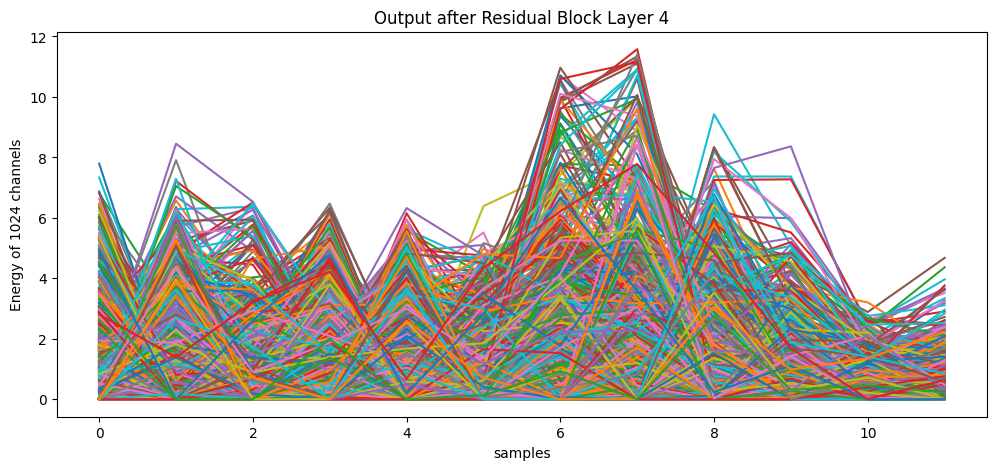 Output after Residual Block Layer 4
Energy of 1024 channels
12
10
8
6
4
2
0
0 2 4 6 8 10
samples